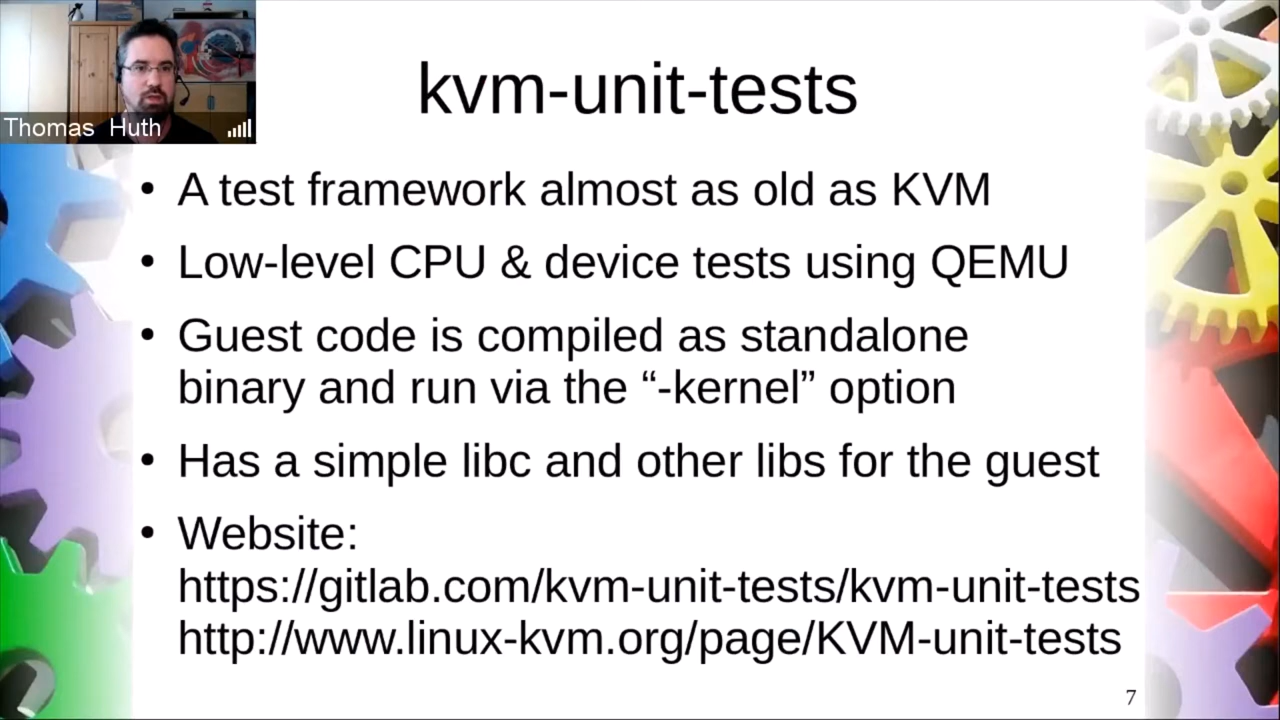 Thomas Huth
kvm-unit-tests
• A test framework almost as old as KVM
• Low-level CPU & device tests using QEMU
• Guest code is compiled as standalone
binary and run via the “-kernel” option
• Has a simple libc and other libs for the guest
• Website:
https://gitlab.com/kvm-unit-tests/kvm-unit-tests
http://www.linux-kvm.org/page/KVM-unit-tests
7